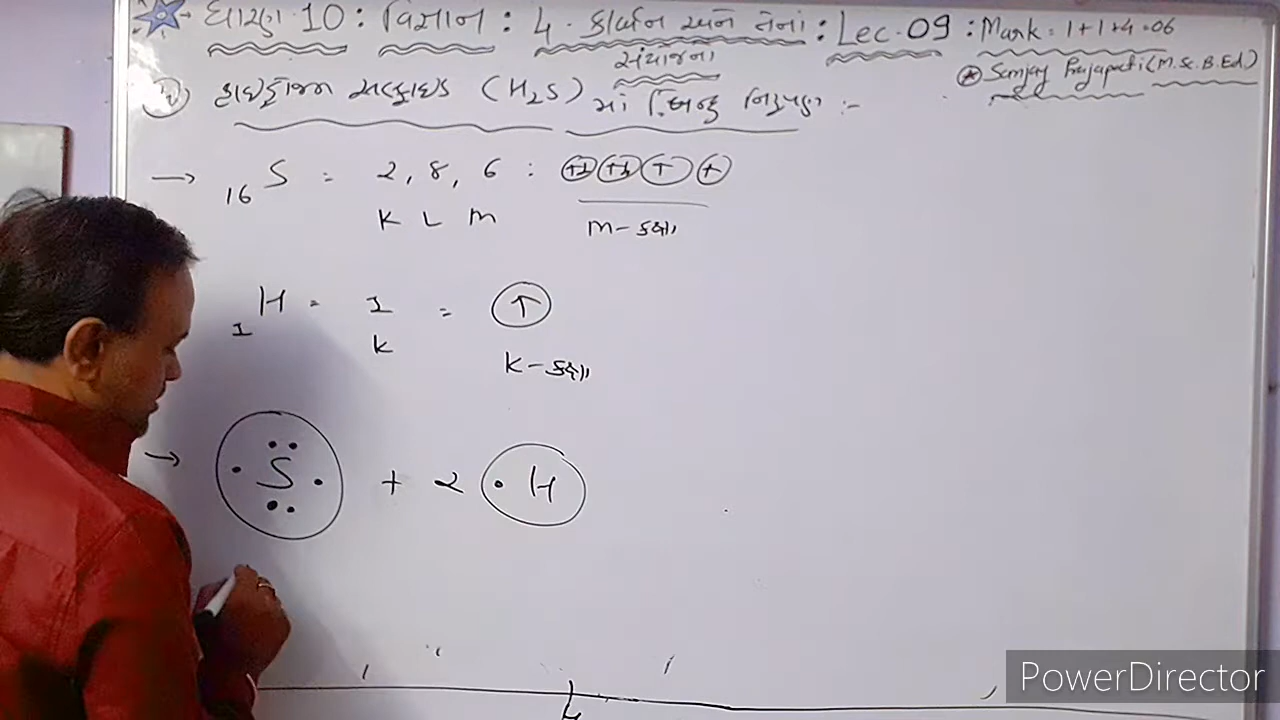 ધોરણ 10 : વિજ્ઞાન : 4. કાર્બન અને તેનાં : Lec. 09 : Mark = 1+1+4=06
સંયોજનો
* Sanjay Prajapati (M.Sc. B.Ed.)
હાઇડ્રોજન સલ્ફાઇડ (H₂S) માં બિન્દુ નિરૂપણ :-
→ ₁₆S = 2, 8, 6 :
K L M M-કક્ષા
₁H = 1 = ↑
K K-કક્ષા
→ S + 2 H
PowerDirector